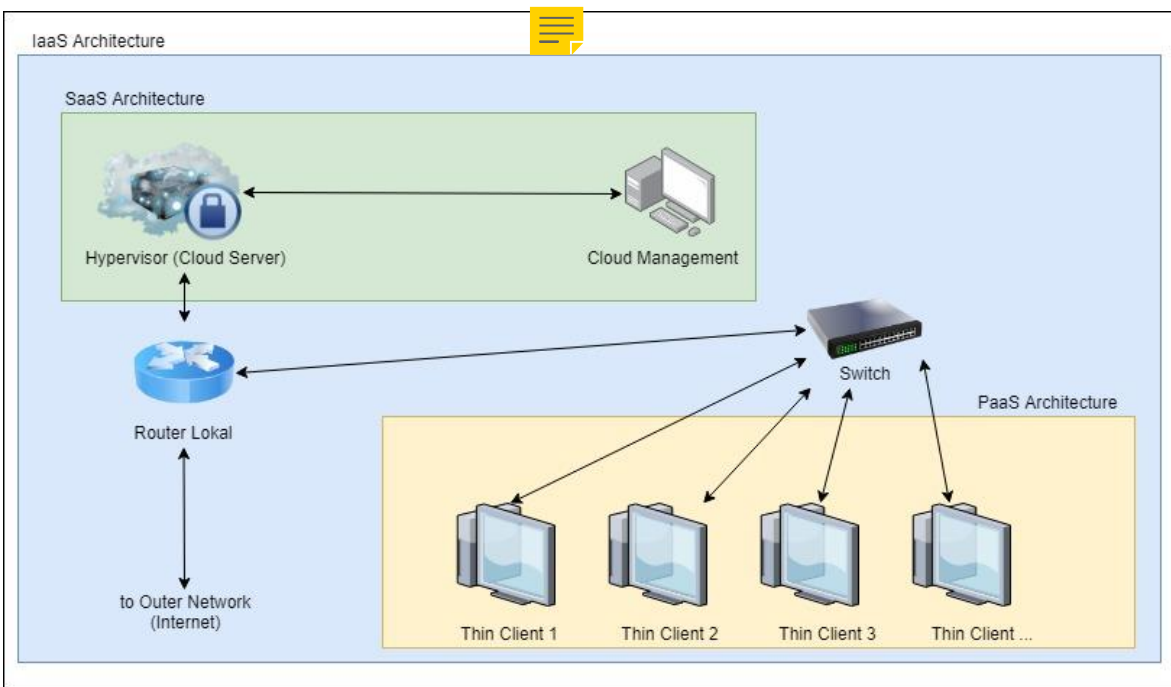 IaaS Architecture
SaaS Architecture
Hypervisor (Cloud Server)
Cloud Management
Switch
PaaS Architecture
Router Lokal
to Outer Network
(Internet)
Thin Client 1
Thin Client 2
Thin Client 3
Thin Client ...